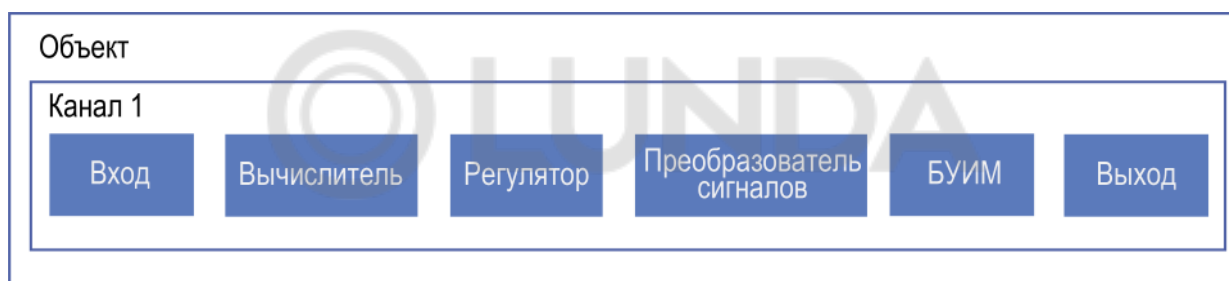 Объект
LUNDA
Канал 1
Вход
Вычислитель
Регулятор
Преобразователь
сигналов
БУИМ
Выход